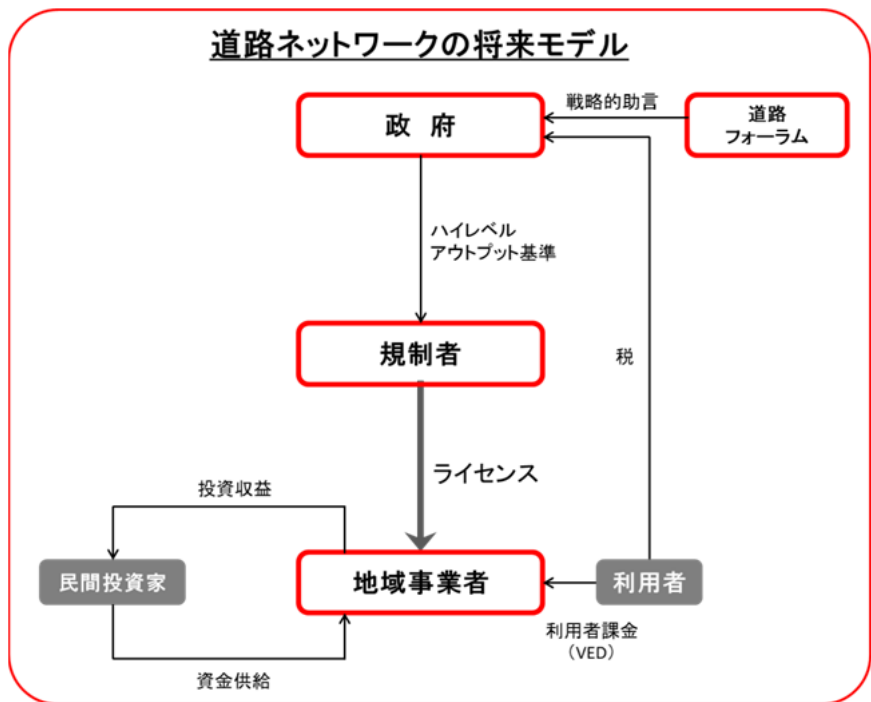 道路ネットワークの将来モデル
戦略的助言
政　府
道路
フォーラム
ハイレベル
アウトプット基準
規制者
税
ライセンス
投資収益
民間投資家
地域事業者
利用者
利用者課金
（VED）
資金供給